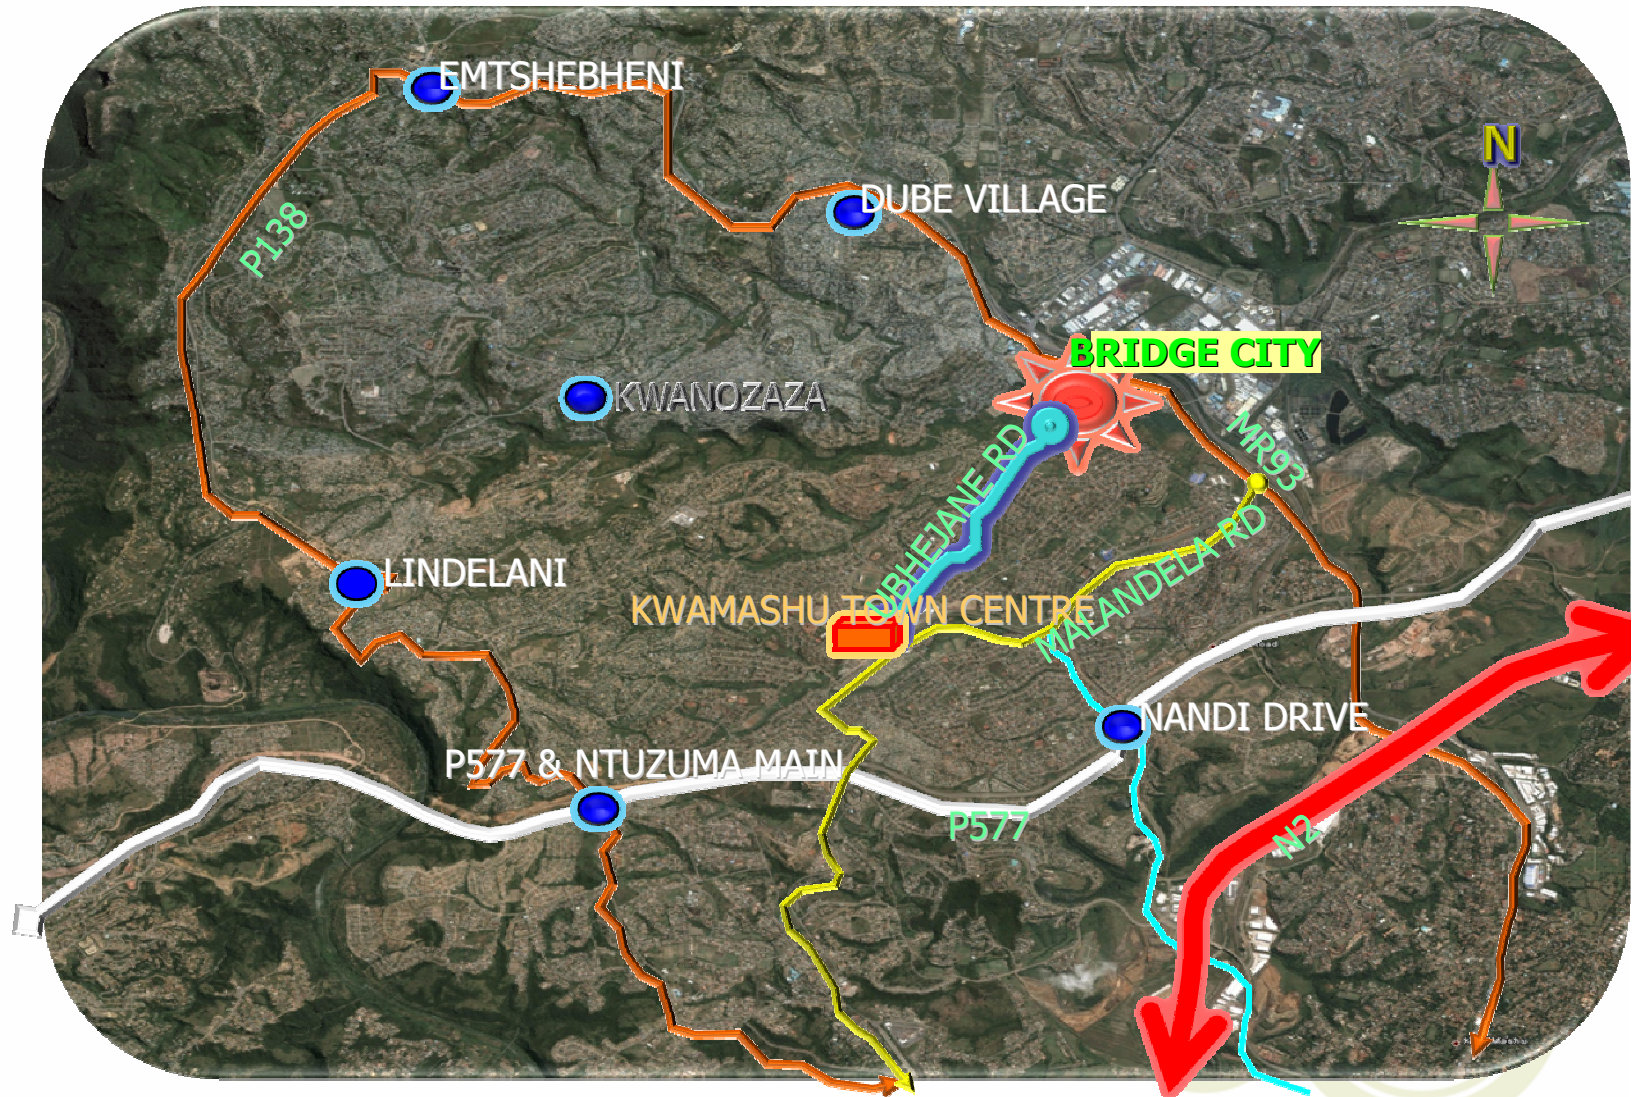 EMTSHEBHENI
N
DUBE VILLAGE
P138
BRIDGE CITY
KWANOZAZA
MR93
BHEJANE RD
MALANDELA RD
LINDELANI
KWAMASHU TOWN CENTRE
NANDI DRIVE
P577 & NTUZUMA MAIN
P577
N2